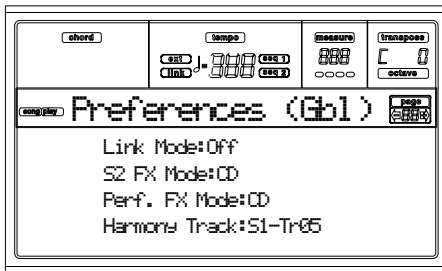 chord tempo measure transpose
ext seq 1
link seq 2
C 0
octave
song play Preferences (Gbl) page
Link Mode:Off
S2 FX Mode:CD
Perf. FX Mode:CD
Harmony Track:S1-Tr05